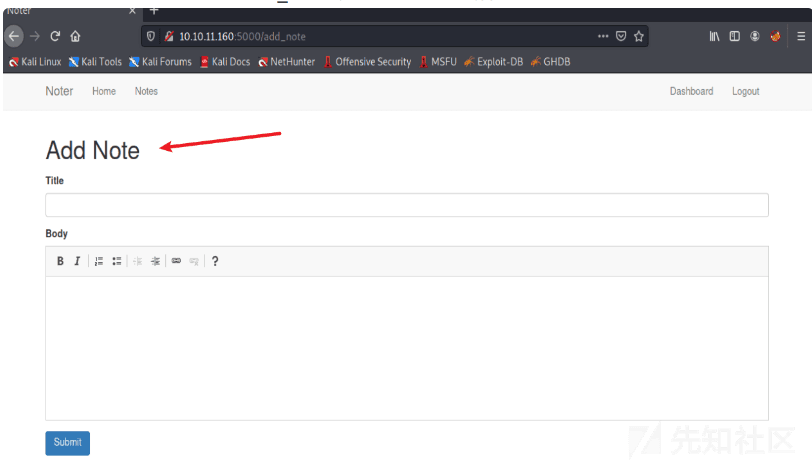 Noter
10.10.11.160:5000/add_note
Kali Linux Kali Tools Kali Forums Kali Docs NetHunter Offensive Security MSFU Exploit-DB GHDB
Noter Home Notes Dashboard Logout
Add Note
Title
Body
B I ?
Submit
先知社区